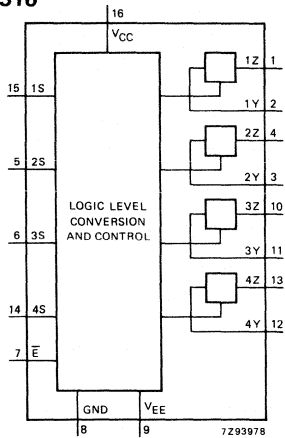 16
VCC
15 1S
1Z 1
1Y 2
5 2S
2Z 4
2Y 3
LOGIC LEVEL
CONVERSION
AND CONTROL
6 3S
3Z 10
3Y 11
14 4S
4Z 13
4Y 12
7 E̅
GND
VEE
8
9
7Z93978